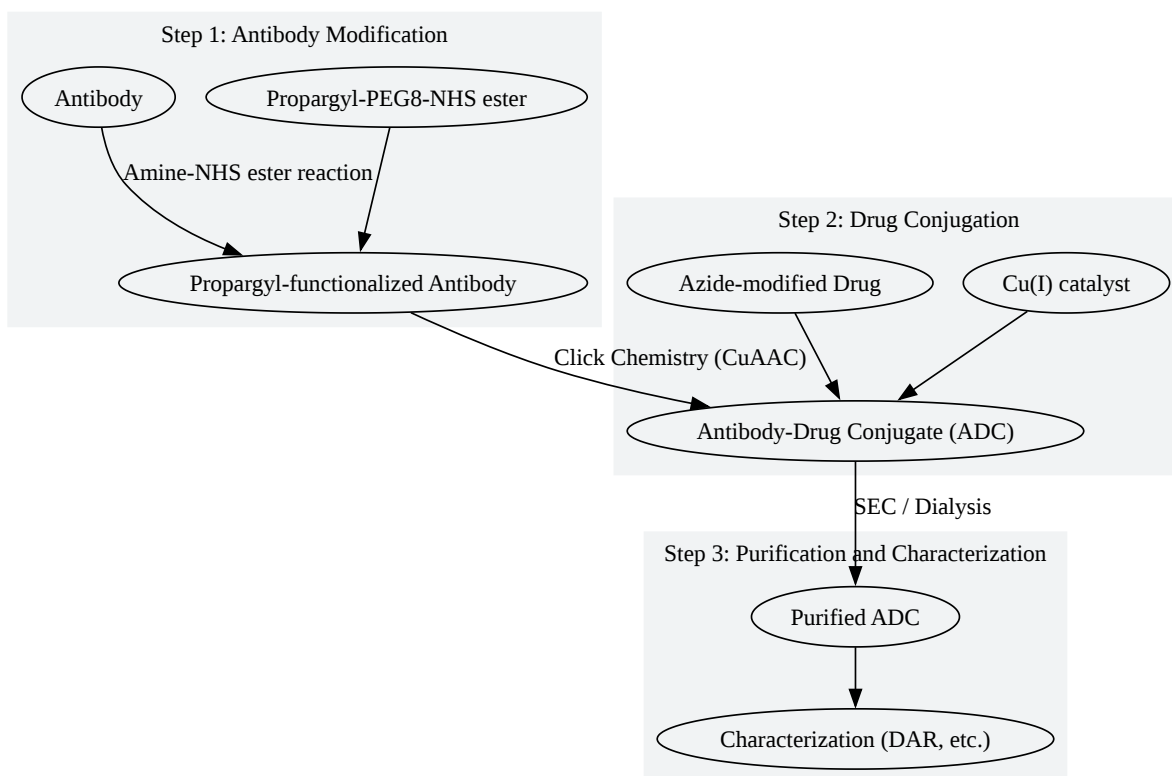 Step 1: Antibody Modification
Antibody
Propargyl-PEG8-NHS ester
Amine-NHS ester reaction
Propargyl-functionalized Antibody
Step 2: Drug Conjugation
Azide-modified Drug
Cu(I) catalyst
Click Chemistry (CuAAC)
Antibody-Drug Conjugate (ADC)
SEC / Dialysis
Step 3: Purification and Characterization
Purified ADC
Characterization (DAR, etc.)